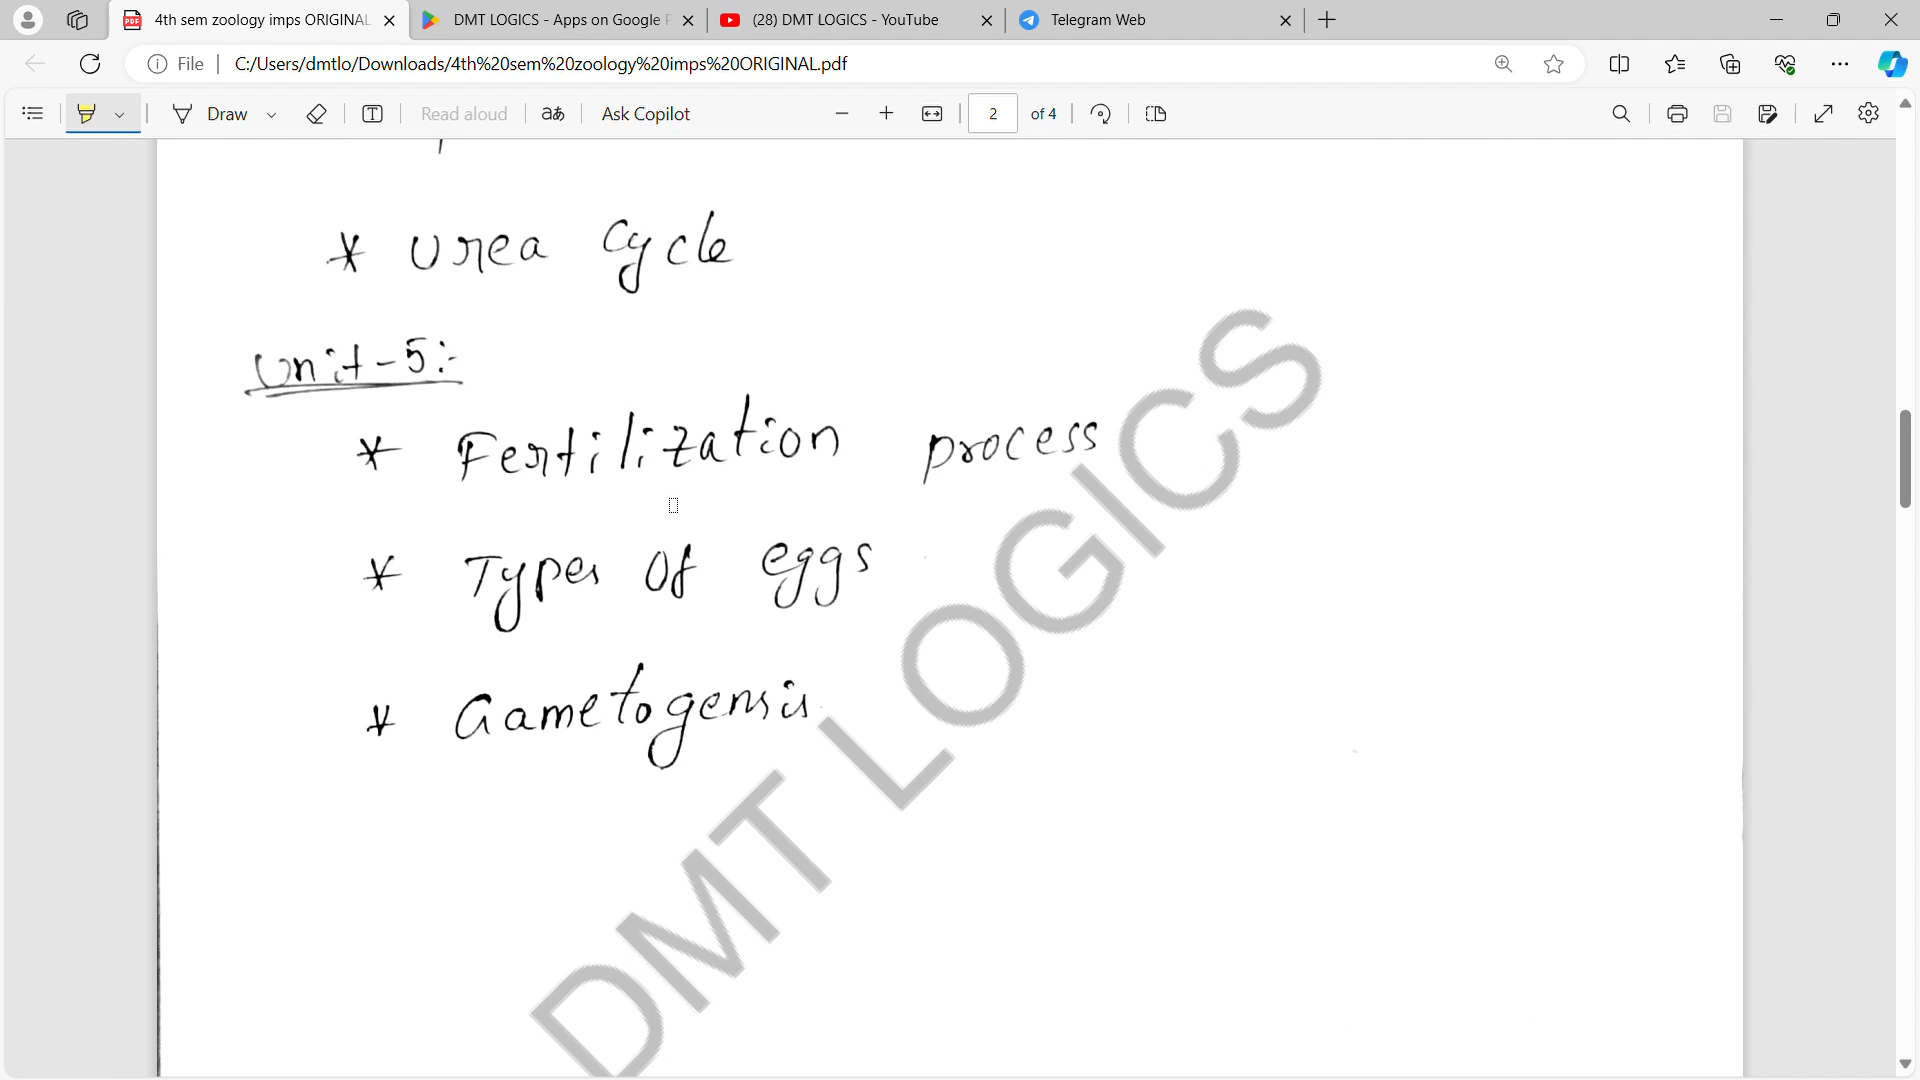 4th sem zoology imps ORIGINAL
DMT LOGICS - Apps on Google P
(28) DMT LOGICS - YouTube
Telegram Web
File
C:/Users/dmtlo/Downloads/4th%20sem%20zoology%20imps%20ORIGINAL.pdf
Draw
Read aloud
aあ
Ask Copilot
2 of 4
* Urea Cycle
Unit-5:-
* Fertilization process
* Types Of eggs
* Gametogensis
DMT LOGICS